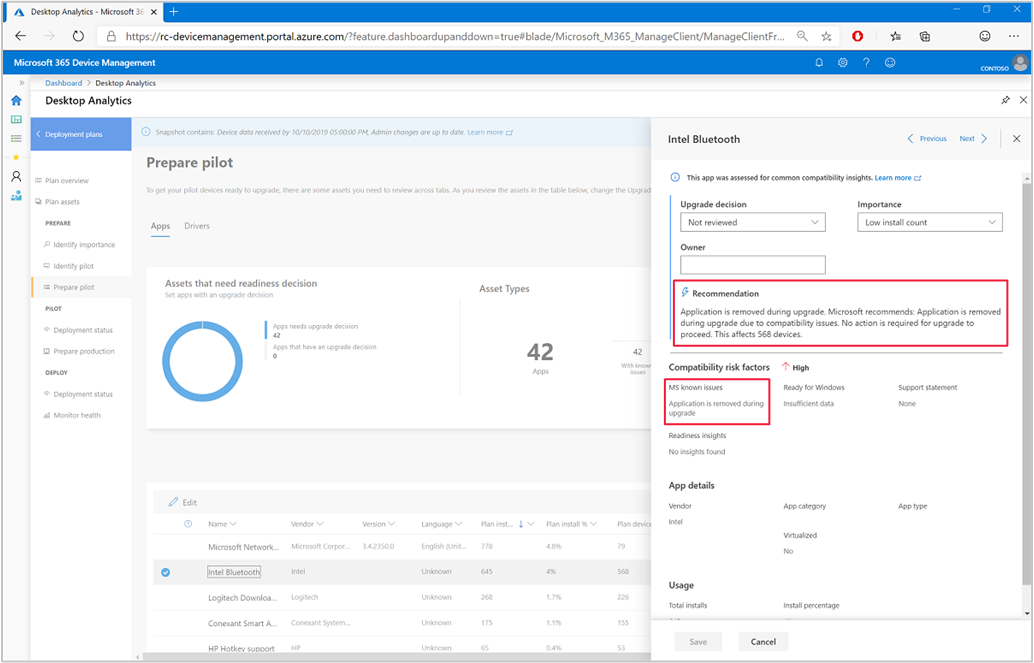 Desktop Analytics - Microsoft 36
https://rc-devicemanagement.portal.azure.com/?feature.dashboardupanddown=true#blade/Microsoft_M365_ManageClient/ManageClientFr...
Microsoft 365 Device Management
CONTOSO
Dashboard > Desktop Analytics
Desktop Analytics
Deployment plans
Plan overview
Plan assets
PREPARE
Identify importance
Identify pilot
Prepare pilot
PILOT
Deployment status
Prepare production
DEPLOY
Deployment status
Monitor health
Snapshot contains: Device data received by 10/10/2019 05:00:00 PM, Admin changes are up to date. Learn more
Prepare pilot
To get your pilot devices ready to upgrade, there are some assets you need to review across tabs. As you review the assets in the table below, change the Upgrad
Apps Drivers
Assets that need readiness decision
Set apps with an upgrade decision
Apps needs upgrade decision
42
Apps that have an upgrade decision
0
Asset Types
42
Apps
42
With known
issues
Edit
Name Vendor Version Language Plan inst... Plan install % Plan device
Microsoft Network... Microsoft Corpor... 3.4.2350.0 English (Unit... 778 4.8% 79
Intel Bluetooth Intel Unknown 645 4% 568
Logitech Downloa... Logitech Unknown 268 1.7% 226
Conexant Smart A... Conexant System... Unknown 175 1.1% 155
HP Hotkey support HP Unknown 65 0.4% 53
Intel Bluetooth
Previous Next
This app was assessed for common compatibility insights. Learn more
Upgrade decision Importance
Not reviewed Low install count
Owner
Recommendation
Application is removed during upgrade. Microsoft recommends: Application is removed
during upgrade due to compatibility issues. No action is required for upgrade to
proceed. This affects 568 devices.
Compatibility risk factors High
MS known issues Ready for Windows Support statement
Application is removed during Insufficient data None
upgrade
Readiness insights
No insights found
App details
Vendor App category App type
Intel
Virtualized
No
Usage
Total installs Install percentage
Save Cancel